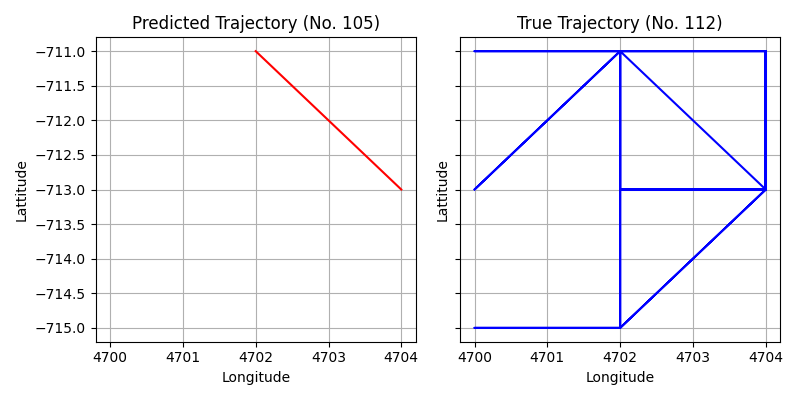 Predicted Trajectory (No. 105)
True Trajectory (No. 112)
Lattitude
−711.0
−711.5
−712.0
−712.5
−713.0
−713.5
−714.0
−714.5
−715.0
4700 4701 4702 4703 4704
Longitude
Lattitude
4700 4701 4702 4703 4704
Longitude